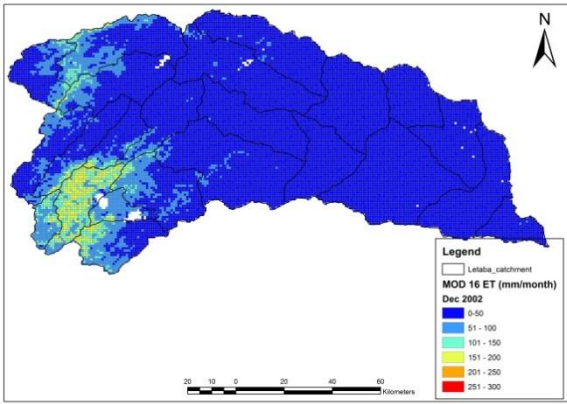 N
Legend
Letaba_catchment
MOD 16 ET (mm/month)
Dec 2002
0-50
51 - 100
101 - 150
151 - 200
201 - 250
251 - 300
20 10 0 20 40 60
Kilometers